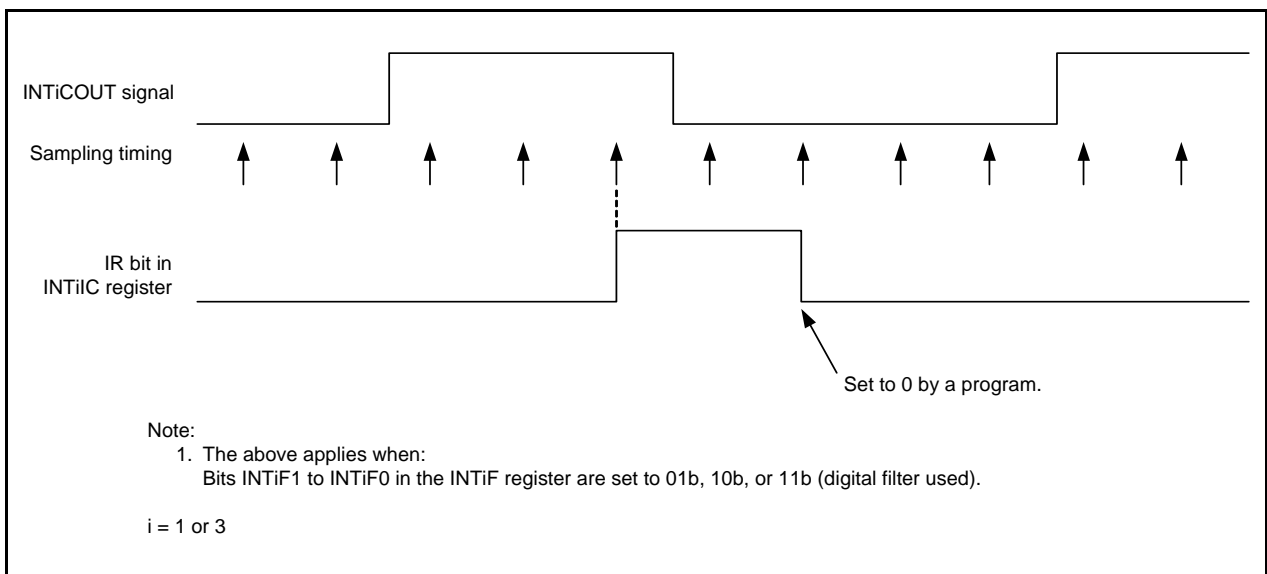 INTiCOUT signal
Sampling timing
IR bit in
INTiIC register
Set to 0 by a program.
Note:
1. The above applies when:
Bits INTiF1 to INTiF0 in the INTiF register are set to 01b, 10b, or 11b (digital filter used).
i = 1 or 3